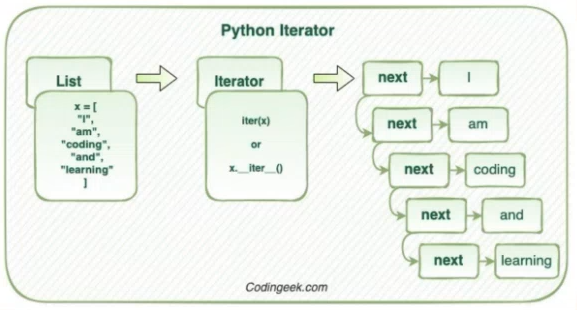 Python Iterator
List
x = [
"I",
"am",
"coding",
"and",
"learning"
]
Iterator
iter(x)
or
x.__iter__()
next
I
next
am
next
coding
next
and
next
learning
Codingeek.com